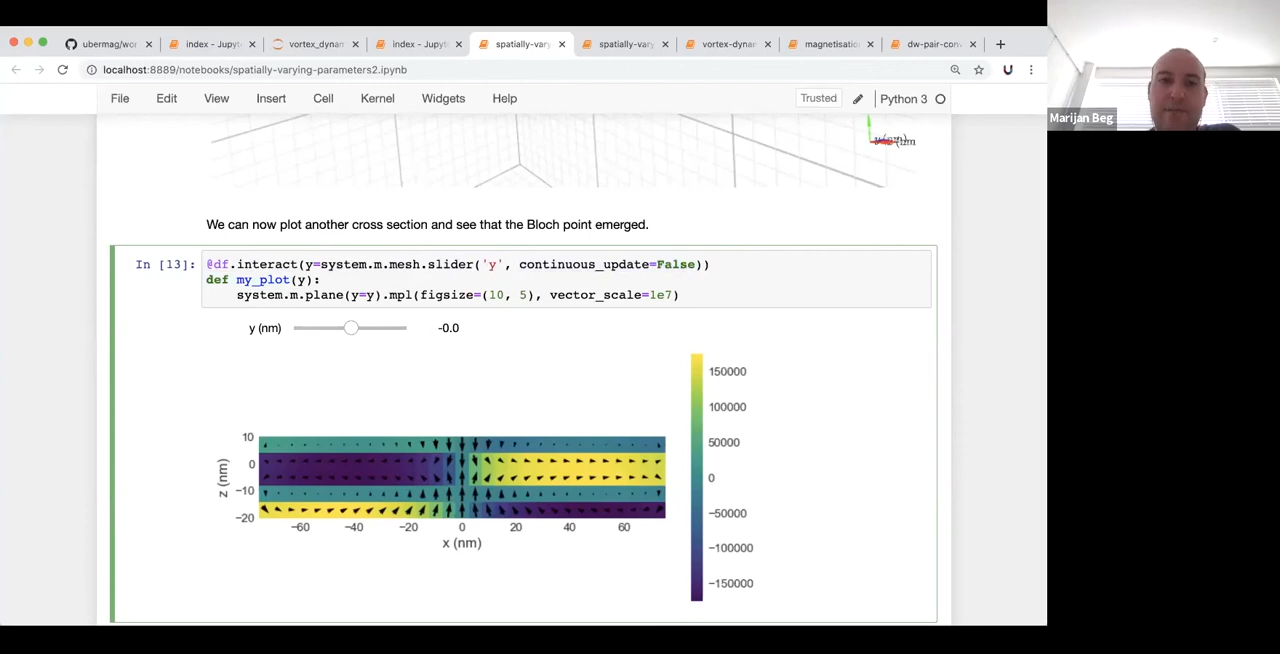 ubermag/wor
index - Jupyt
vortex_dynam
index - Jupyt
spatially-vary
spatially-vary
vortex-dynar
magnetisatio
dw-pair-con
localhost:8889/notebooks/spatially-varying-parameters2.ipynb
File Edit View Insert Cell Kernel Widgets Help
Trusted
Python 3
Marijan Beg
We can now plot another cross section and see that the Bloch point emerged.
In [13]:
@df.interact(y=system.m.mesh.slider('y', continuous_update=False))
def my_plot(y):
system.m.plane(y=y).mpl(figsize=(10, 5), vector_scale=1e7)
y (nm) -0.0
150000
100000
50000
0
−50000
−100000
−150000
10
0
−10
−20
z (nm)
−60 −40 −20 0 20 40 60
x (nm)